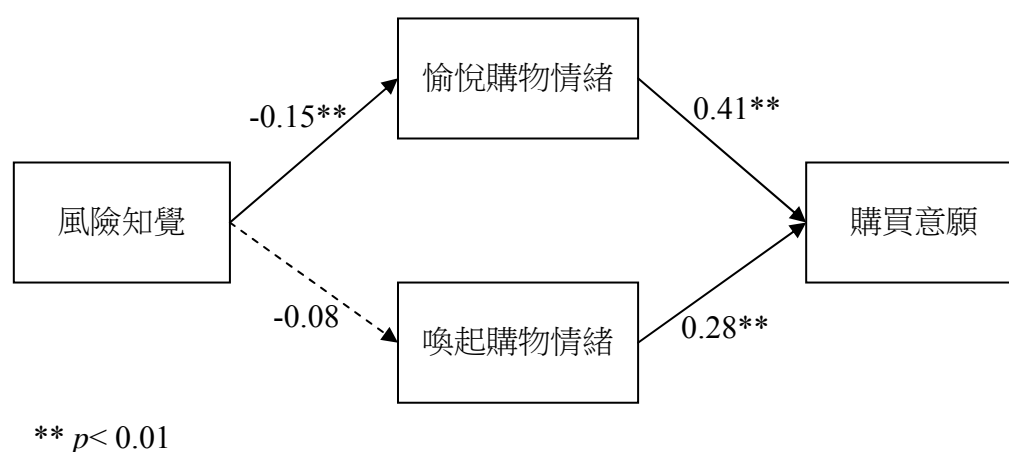 愉悅購物情緒
-0.15**
0.41**
風險知覺
購買意願
-0.08
喚起購物情緒
0.28**
** p< 0.01